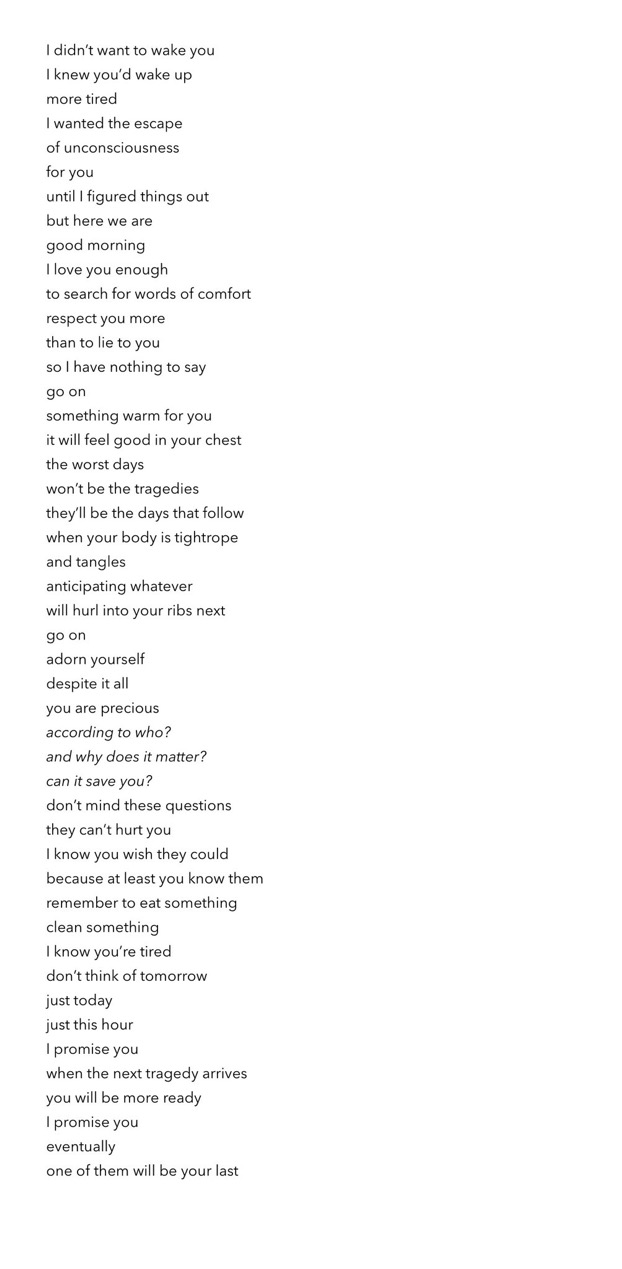 I didn’t want to wake you
I knew you’d wake up
more tired
I wanted the escape
of unconsciousness
for you
until I figured things out
but here we are
good morning
I love you enough
to search for words of comfort
respect you more
than to lie to you
so I have nothing to say
go on
something warm for you
it will feel good in your chest
the worst days
won’t be the tragedies
they’ll be the days that follow
when your body is tightrope
and tangles
anticipating whatever
will hurl into your ribs next
go on
adorn yourself
despite it all
you are precious
according to who?
and why does it matter?
can it save you?
don’t mind these questions
they can’t hurt you
I know you wish they could
because at least you know them
remember to eat something
clean something
I know you’re tired
don’t think of tomorrow
just today
just this hour
I promise you
when the next tragedy arrives
you will be more ready
I promise you
eventually
one of them will be your last